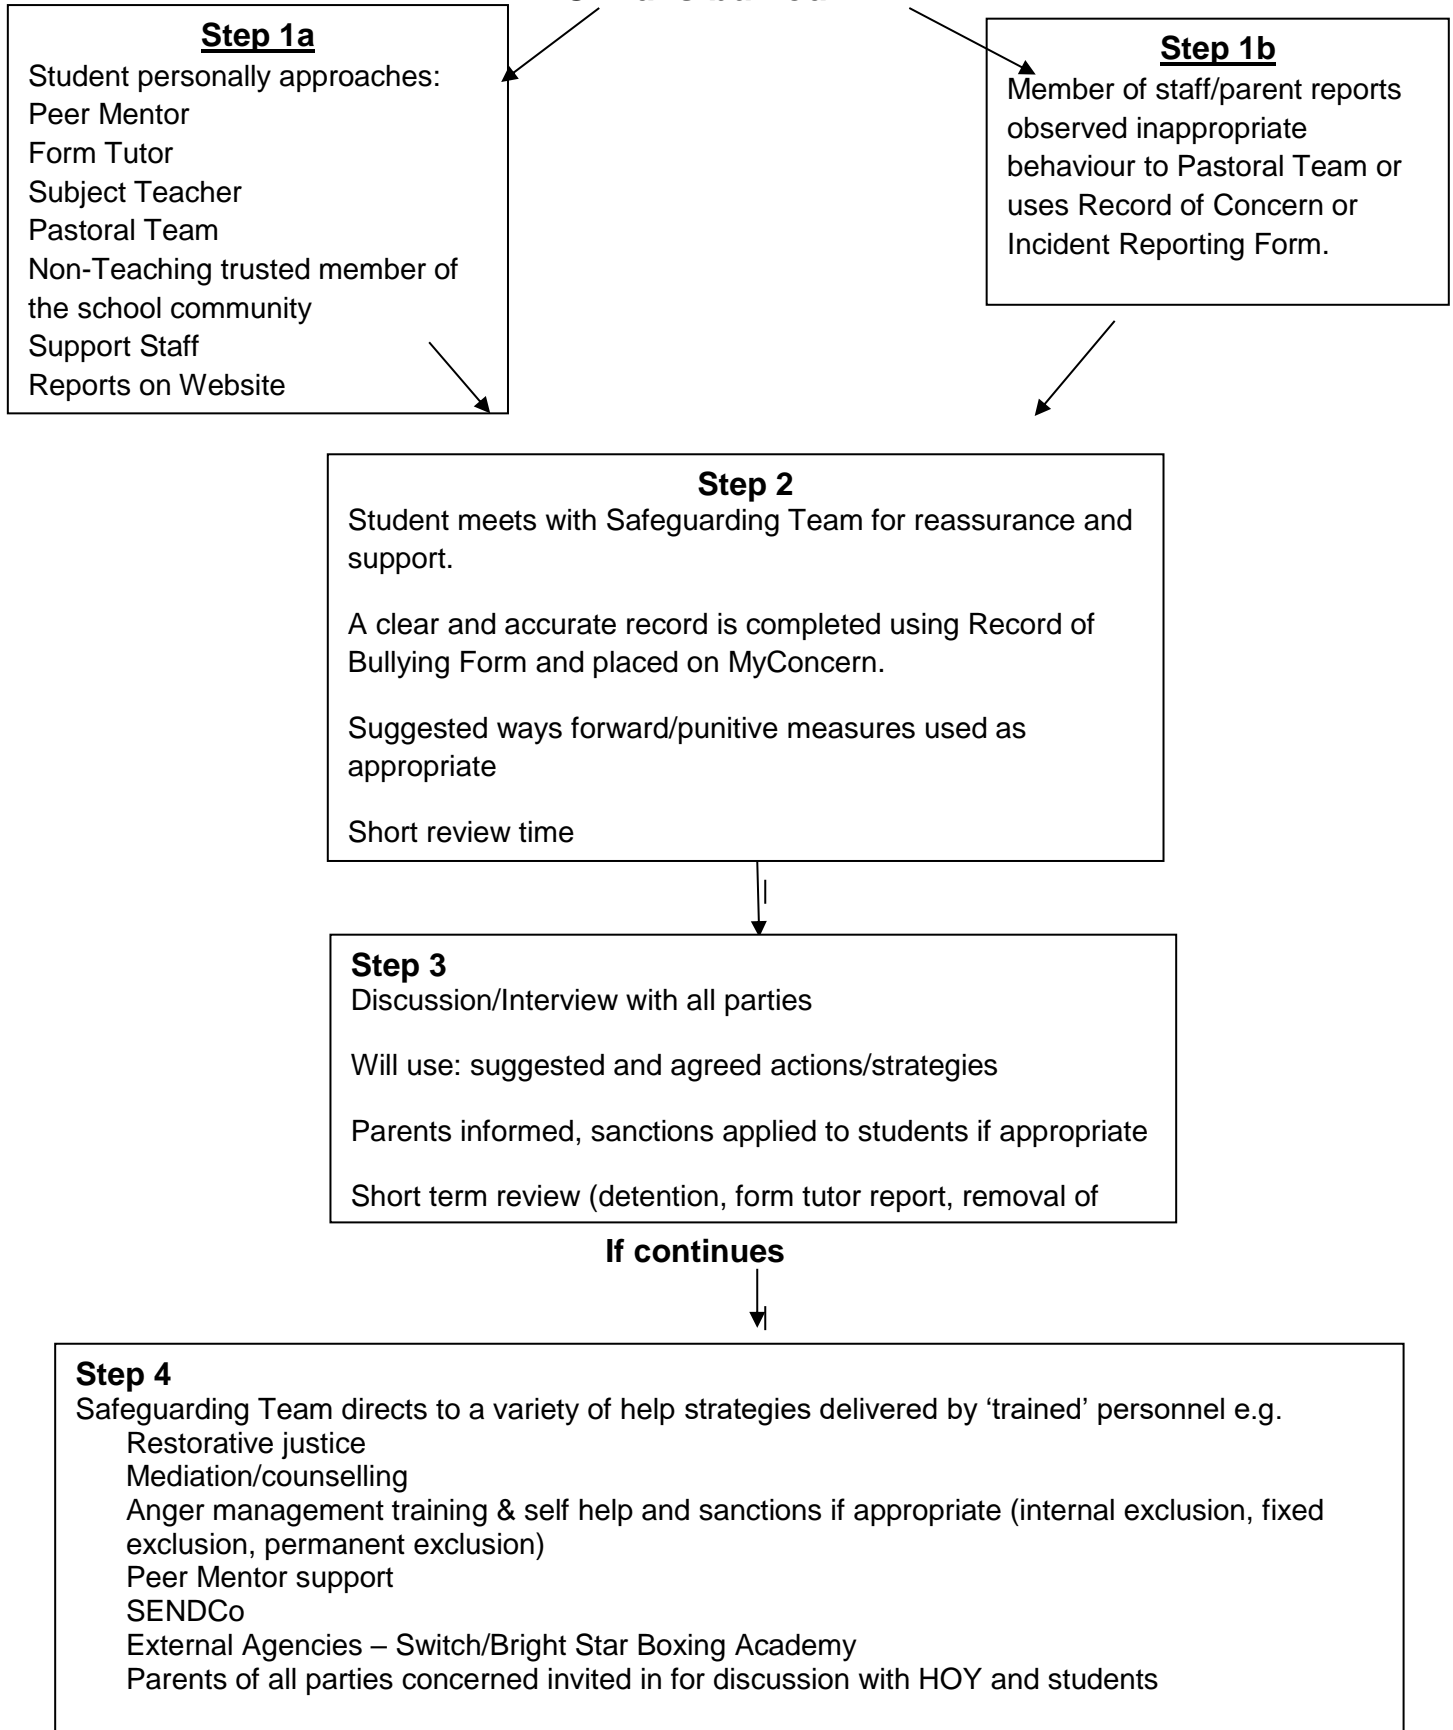 Step 1a
Student personally approaches:
Peer Mentor
Form Tutor
Subject Teacher
Pastoral Team
Non-Teaching trusted member of
the school community
Support Staff
Reports on Website
Step 1b
Member of staff/parent reports
observed inappropriate
behaviour to Pastoral Team or
uses Record of Concern or
Incident Reporting Form.
Step 2
Student meets with Safeguarding Team for reassurance and
support.
A clear and accurate record is completed using Record of
Bullying Form and placed on MyConcern.
Suggested ways forward/punitive measures used as
appropriate
Short review time
Step 3
Discussion/Interview with all parties
Will use: suggested and agreed actions/strategies
Parents informed, sanctions applied to students if appropriate
Short term review (detention, form tutor report, removal of
If continues
Step 4
Safeguarding Team directs to a variety of help strategies delivered by ‘trained’ personnel e.g.
Restorative justice
Mediation/counselling
Anger management training & self help and sanctions if appropriate (internal exclusion, fixed
exclusion, permanent exclusion)
Peer Mentor support
SENDCo
External Agencies – Switch/Bright Star Boxing Academy
Parents of all parties concerned invited in for discussion with HOY and students